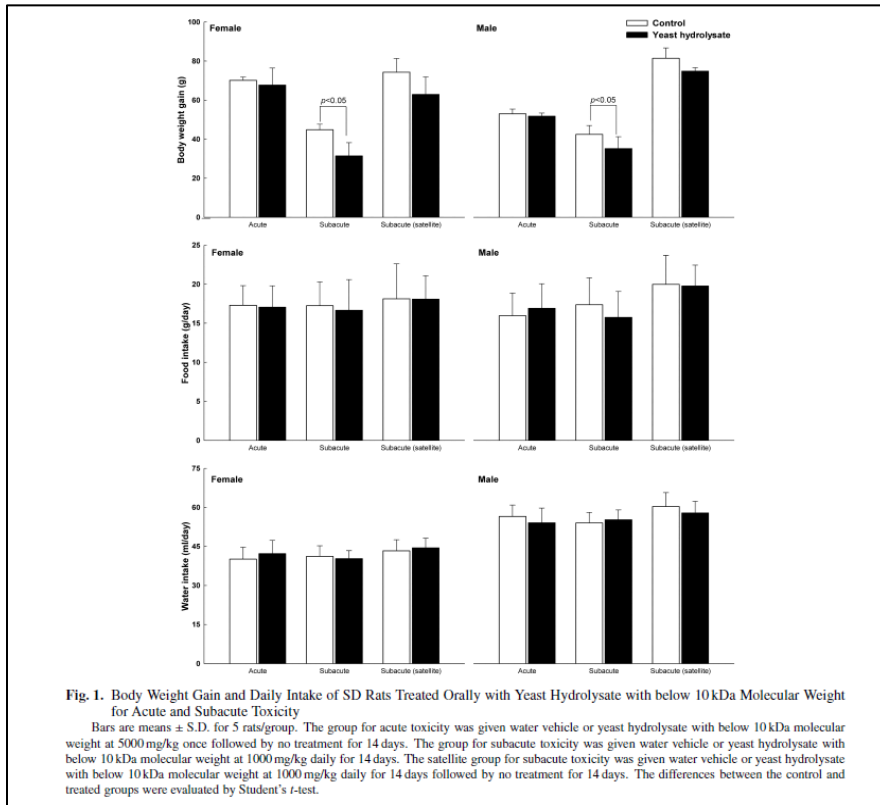 Female
Male
Control
Yeast hydrolysate
Body weight gain (g)
100
80
60
40
20
0
p<0.05
p<0.05
Acute
Subacute
Subacute (satellite)
Acute
Subacute
Subacute (satellite)
Female
Male
Food intake (g/day)
25
20
15
10
5
0
Acute
Subacute
Subacute (satellite)
Acute
Subacute
Subacute (satellite)
Female
Male
Water intake (ml/day)
75
60
45
30
15
0
Acute
Subacute
Subacute (satellite)
Acute
Subacute
Subacute (satellite)
Fig. 1. Body Weight Gain and Daily Intake of SD Rats Treated Orally with Yeast Hydrolysate with below 10 kDa Molecular Weight
for Acute and Subacute Toxicity
Bars are means ± S.D. for 5 rats/group. The group for acute toxicity was given water vehicle or yeast hydrolysate with below 10 kDa molecular
weight at 5000 mg/kg once followed by no treatment for 14 days. The group for subacute toxicity was given water vehicle or yeast hydrolysate with
below 10 kDa molecular weight at 1000 mg/kg daily for 14 days. The satellite group for subacute toxicity was given water vehicle or yeast hydrolysate
with below 10 kDa molecular weight at 1000 mg/kg daily for 14 days followed by no treatment for 14 days. The differences between the control and
treated groups were evaluated by Student's t-test.